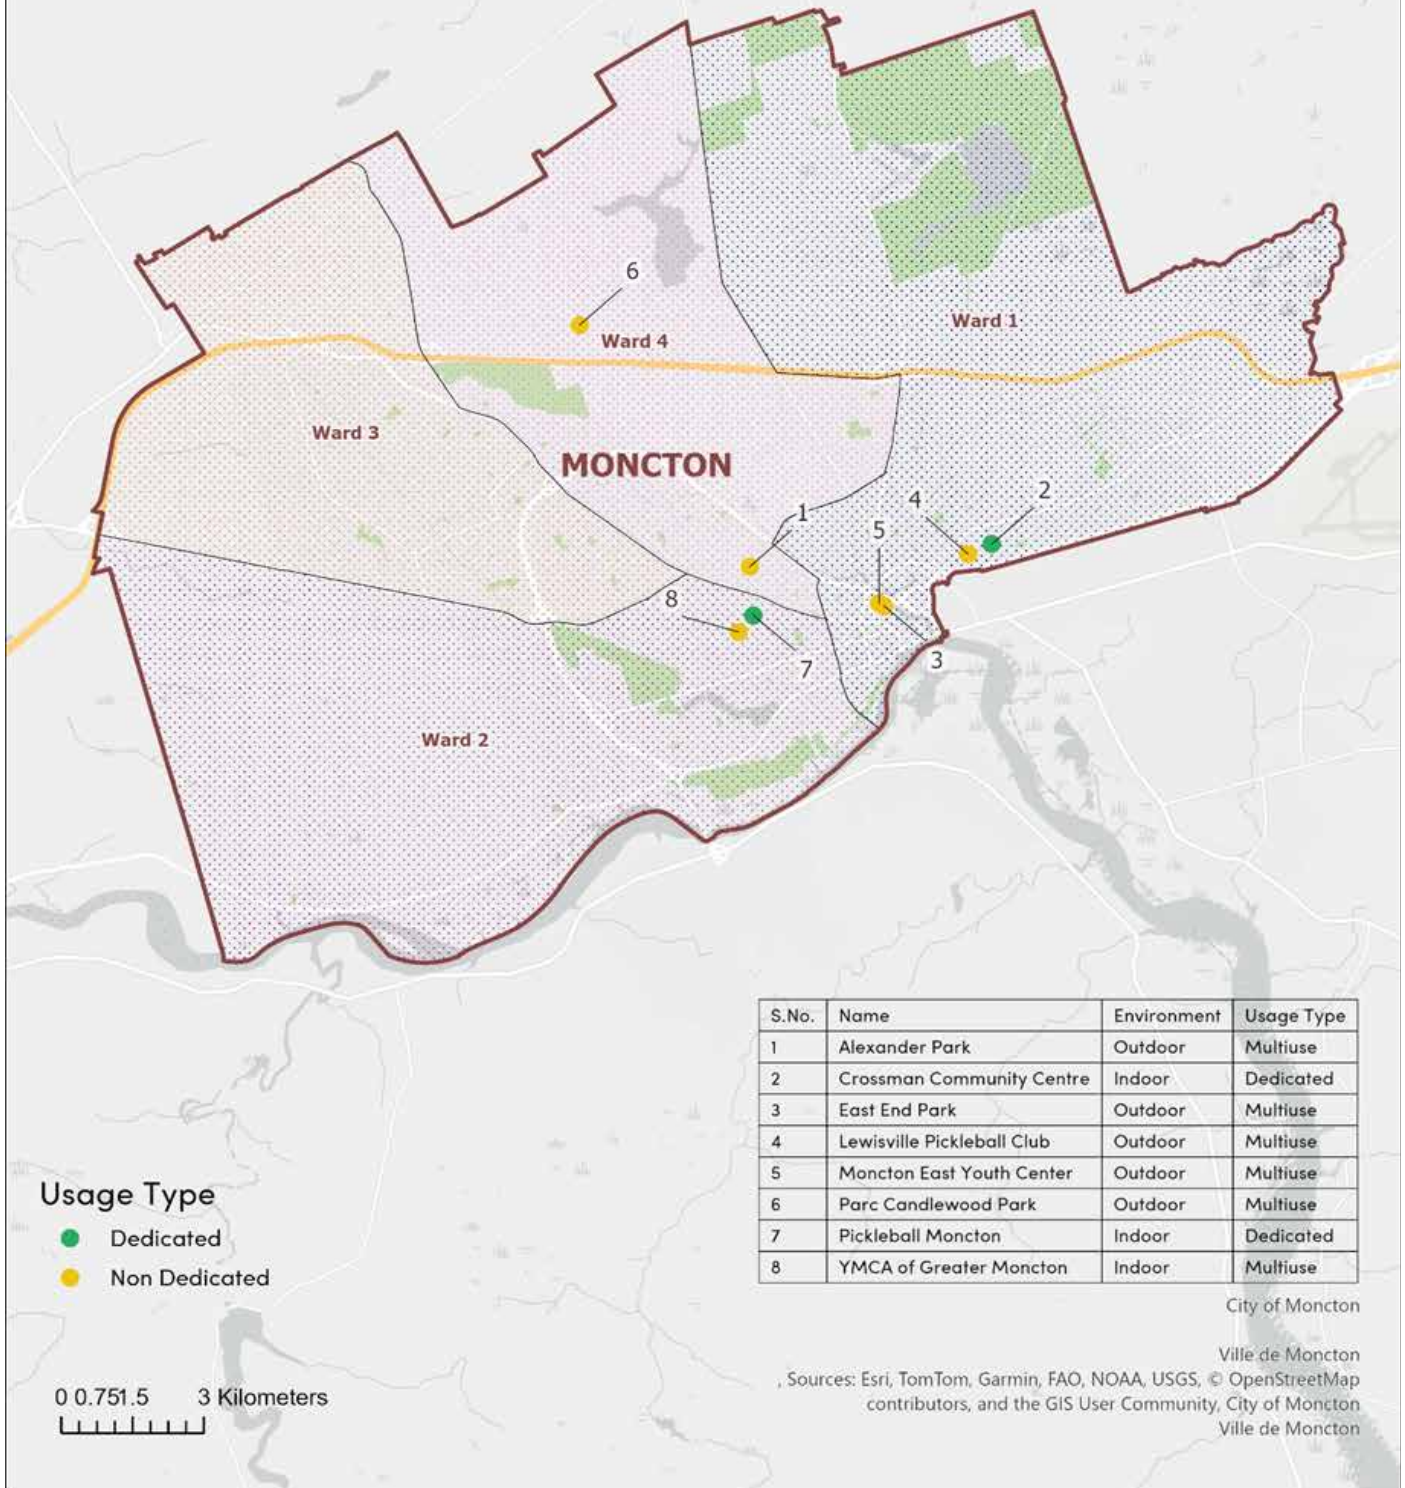 6
Ward 1
Ward 4
Ward 3
MONCTON
4
2
1
5
8
3
7
Ward 2
S.No. Name Environment Usage Type
1 Alexander Park Outdoor Multiuse
2 Crossman Community Centre Indoor Dedicated
3 East End Park Outdoor Multiuse
4 Lewisville Pickleball Club Outdoor Multiuse
5 Moncton East Youth Center Outdoor Multiuse
6 Parc Candlewood Park Outdoor Multiuse
7 Pickleball Moncton Indoor Dedicated
8 YMCA of Greater Moncton Indoor Multiuse
Usage Type
Dedicated
Non Dedicated
City of Moncton
Ville de Moncton
, Sources: Esri, TomTom, Garmin, FAO, NOAA, USGS, © OpenStreetMap
contributors, and the GIS User Community, City of Moncton
Ville de Moncton
0 0.751.5 3 Kilometers